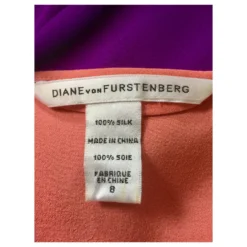 DIANE VON FURSTENBERG
100% SILK
MADE IN CHINA
100% SOIE
FABRIQUE
EN CHINE
8